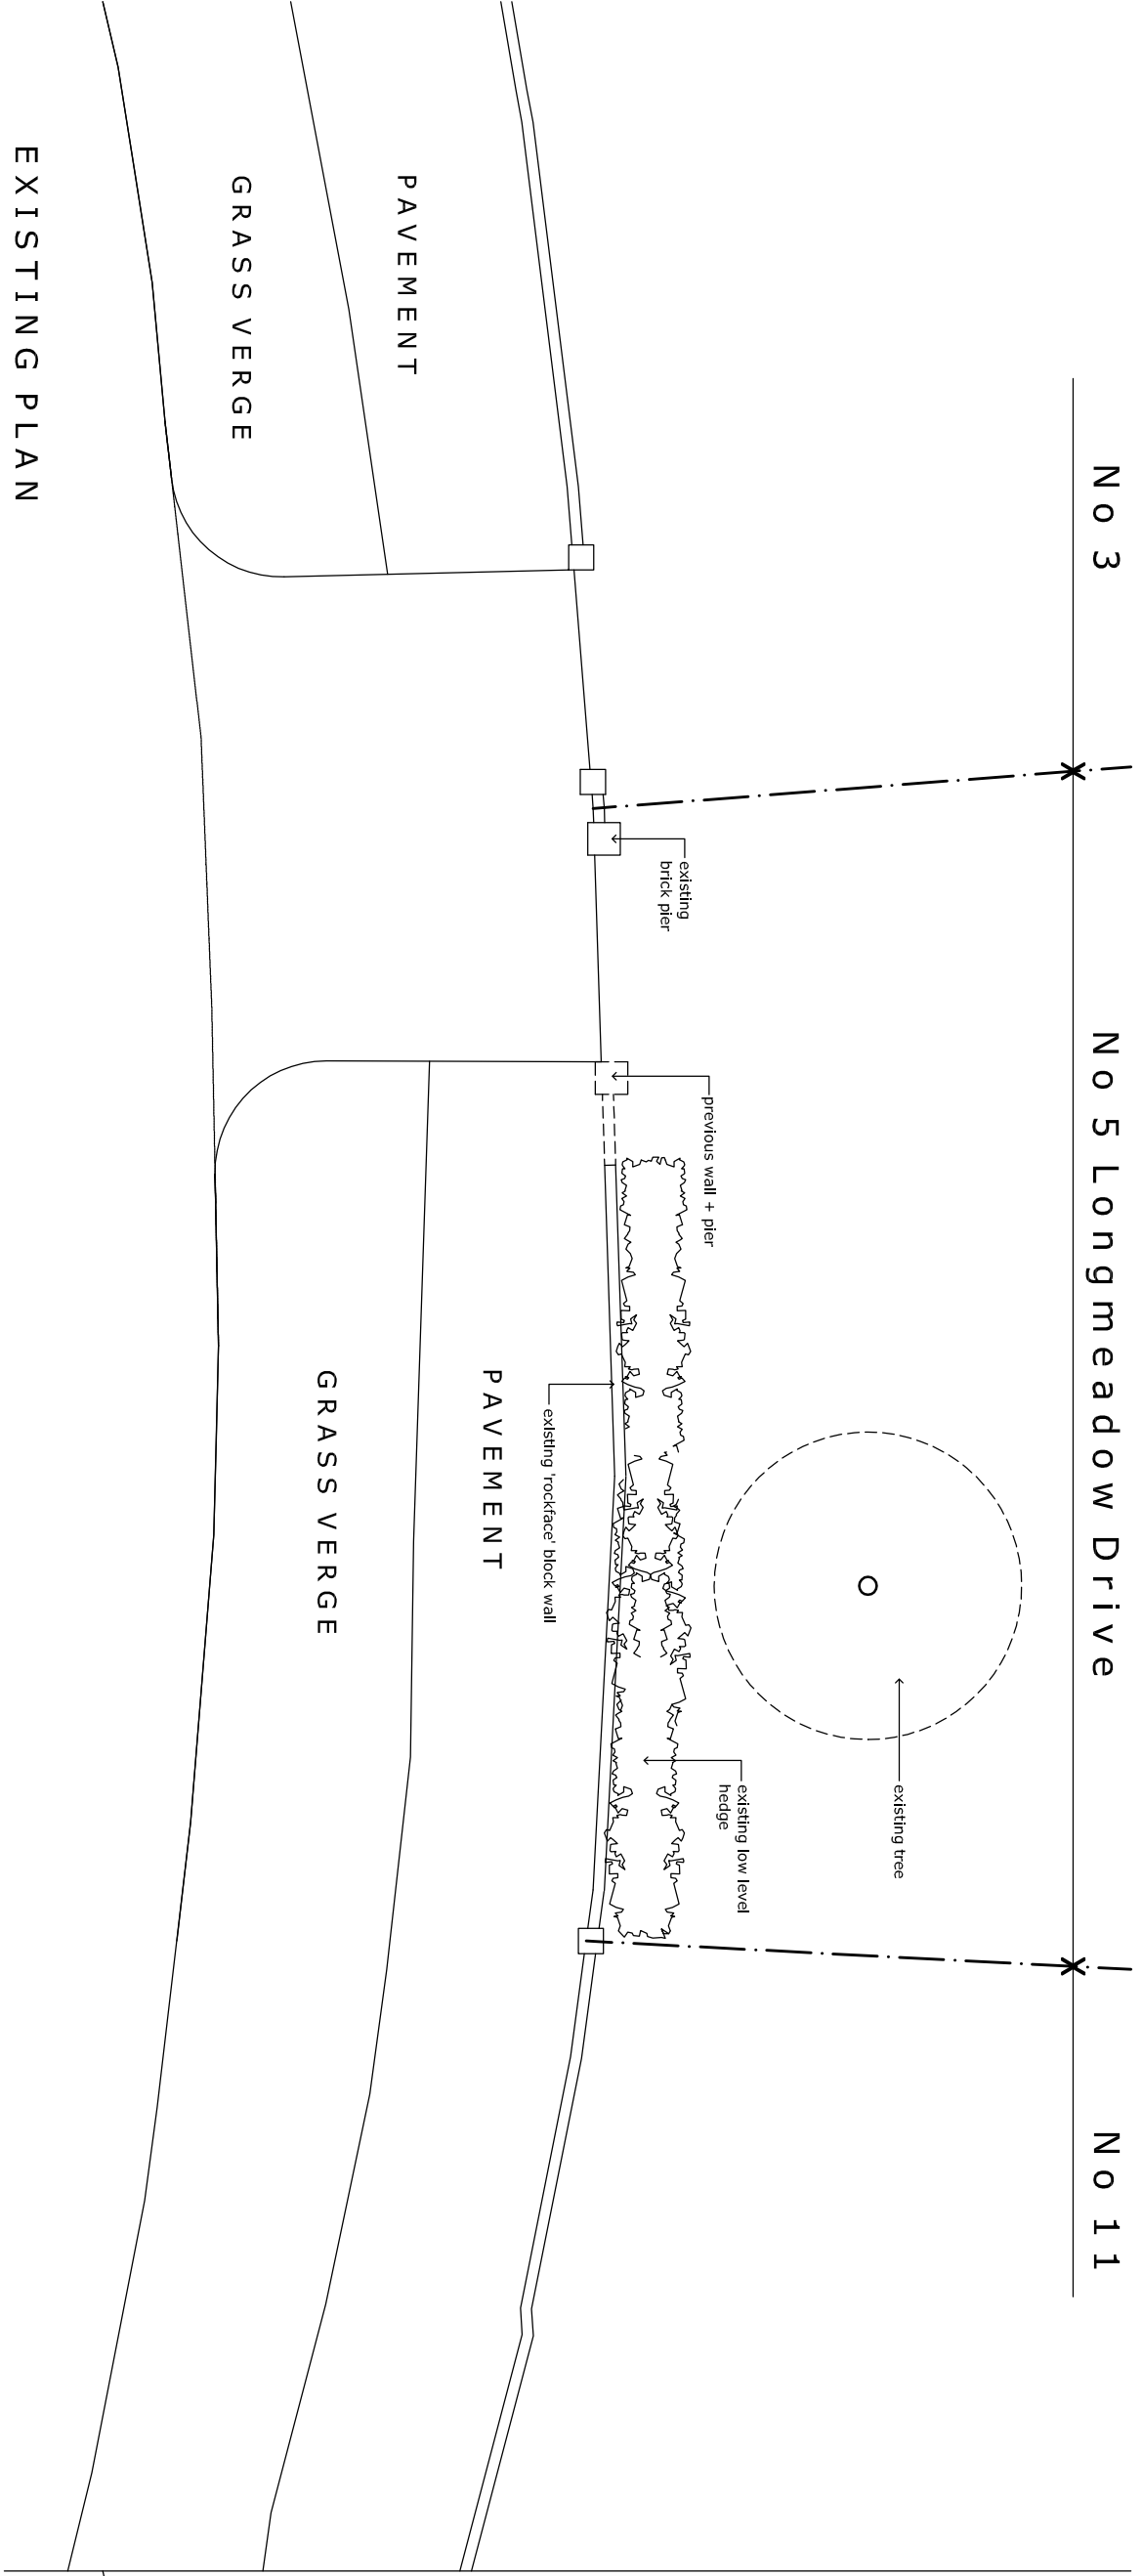 No 3
No 5 Longmeadow Drive
No 11
existing tree
existing low level
hedge
previous wall + pier
existing
brick pier
existing 'rockface' block wall
PAVEMENT
PAVEMENT
GRASS VERGE
GRASS VERGE
EXISTING PLAN